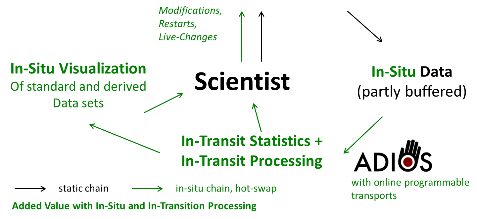 Modifications,
Restarts,
Live-Changes
In-Situ Visualization
Of standard and derived
Data sets
Scientist
In-Situ Data
(partly buffered)
In-Transit Statistics +
In-Transit Processing
ADIOS
with online programmable
transports
static chain
in-situ chain, hot-swap
Added Value with In-Situ and In-Transition Processing